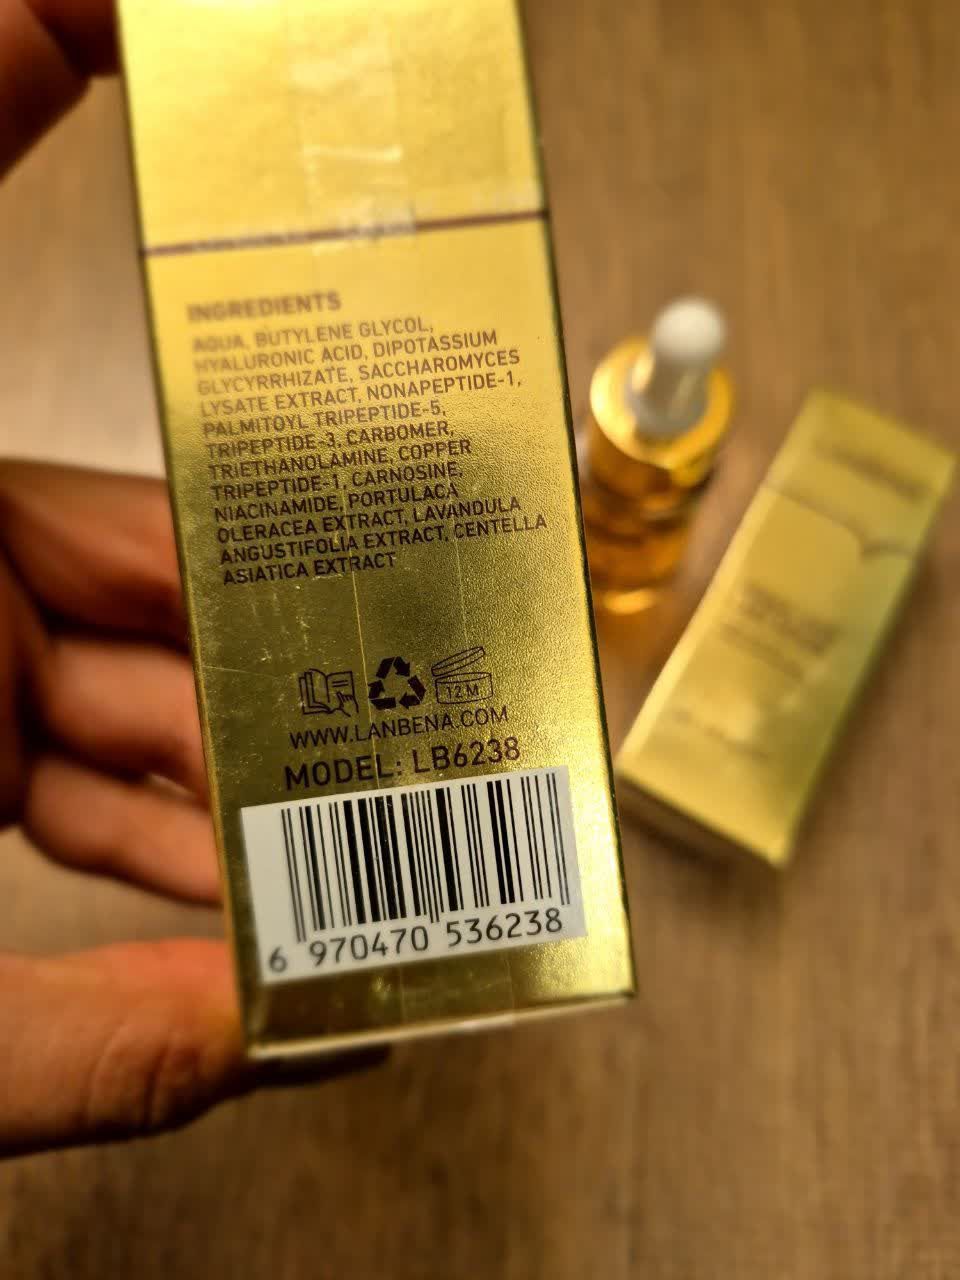 INGREDIENTS
AQUA, BUTYLENE GLYCOL,
HYALURONIC ACID, DIPOTASSIUM
GLYCYRRHIZATE, SACCHAROMYCES
LYSATE EXTRACT, NONAPEPTIDE-1,
PALMITOYL TRIPEPTIDE-5,
TRIPEPTIDE-3, CARBOMER,
TRIETHANOLAMINE, COPPER
TRIPEPTIDE-1, CARNOSINE,
NIACINAMIDE, PORTULACA
OLERACEA EXTRACT, LAVANDULA
ANGUSTIFOLIA EXTRACT, CENTELLA
ASIATICA EXTRACT
12 M
WWW.LANBENA.COM
MODEL: LB6238
6 970470 536238